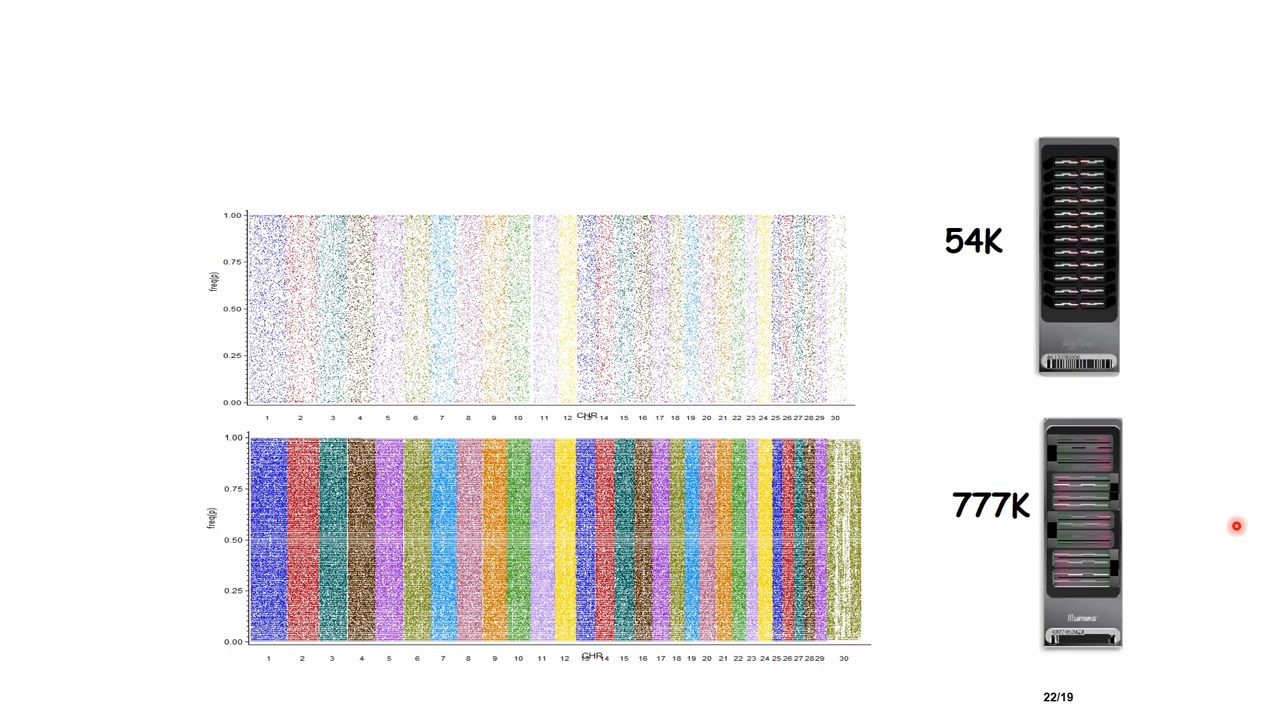 1.00
0.75
0.50
0.25
0.00
freq(p)
1 2 3 4 5 6 7 8 9 10 11 12 13 14 15 16 17 18 19 20 21 22 23 24 25 26 27 28 29 30
CHR
54K
1.00
0.75
0.50
0.25
0.00
freq(p)
1 2 3 4 5 6 7 8 9 10 11 12 13 14 15 16 17 18 19 20 21 22 23 24 25 26 27 28 29 30
CHR
777K
illumina
22/19